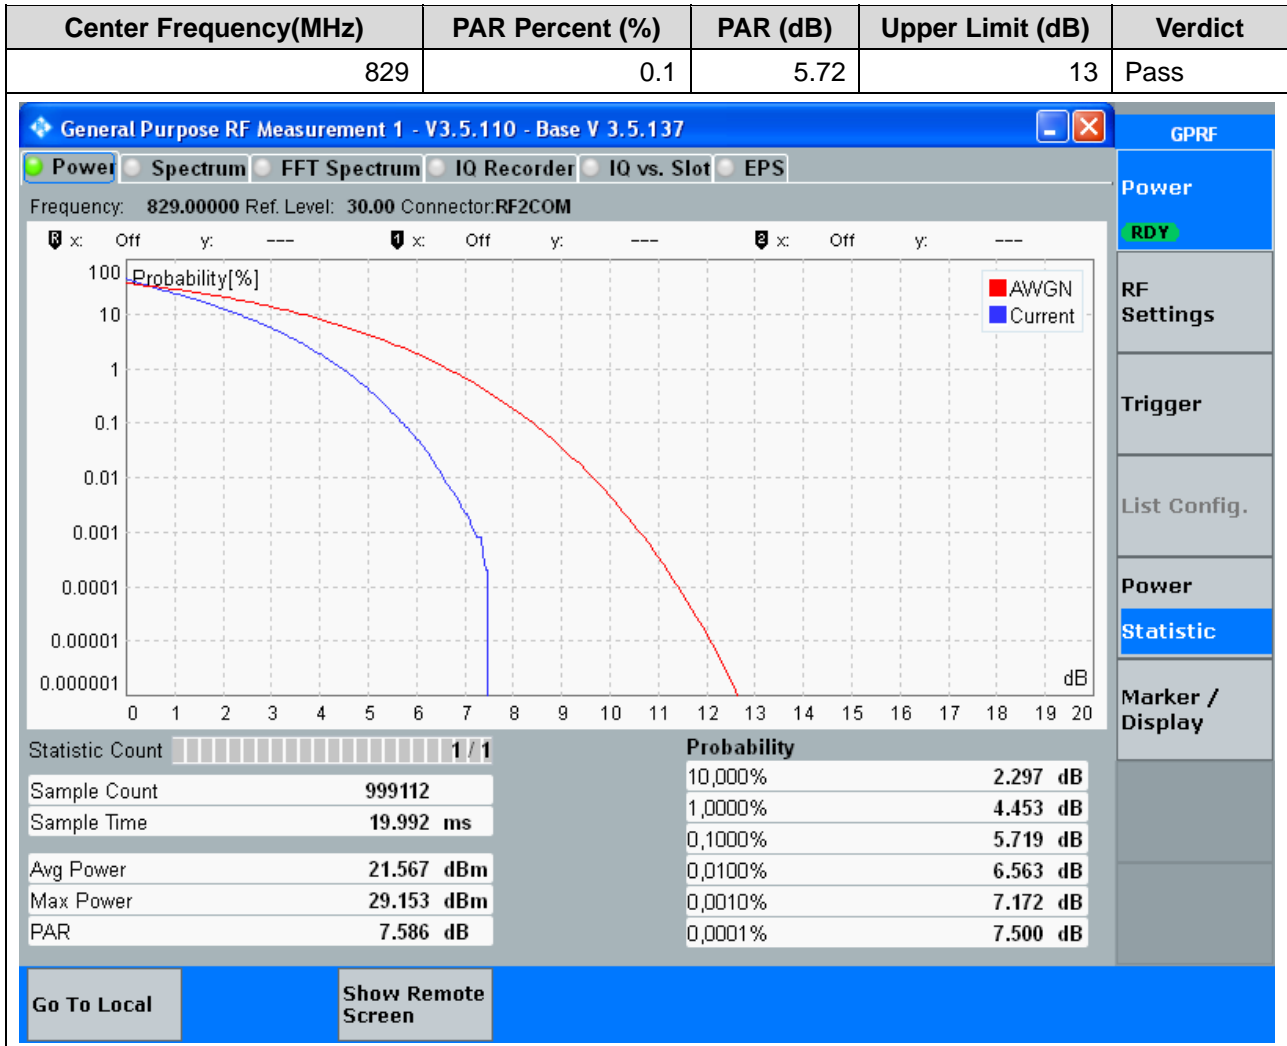 Center Frequency(MHz) PAR Percent (%) PAR (dB) Upper Limit (dB) Verdict
829 0.1 5.72 13 Pass
General Purpose RF Measurement 1 - V3.5.110 - Base V 3.5.137
GPRF
Power Spectrum FFT Spectrum IQ Recorder IQ vs. Slot EPS
Frequency: 829.00000 Ref. Level: 30.00 Connector:RF2COM
R x: Off y: --- 1 x: Off y: --- 2 x: Off y: ---
Probability[%]
AWGN
Current
100
10
1
0.1
0.01
0.001
0.0001
0.00001
0.000001
dB
0 1 2 3 4 5 6 7 8 9 10 11 12 13 14 15 16 17 18 19 20
Power
RDY
RF
Settings
Trigger
List Config.
Power
Statistic
Marker /
Display
Statistic Count 1 / 1
Sample Count 999112
Sample Time 19.992 ms
Avg Power 21.567 dBm
Max Power 29.153 dBm
PAR 7.586 dB
Probability
10,000% 2.297 dB
1,0000% 4.453 dB
0,1000% 5.719 dB
0,0100% 6.563 dB
0,0010% 7.172 dB
0,0001% 7.500 dB
Go To Local
Show Remote
Screen